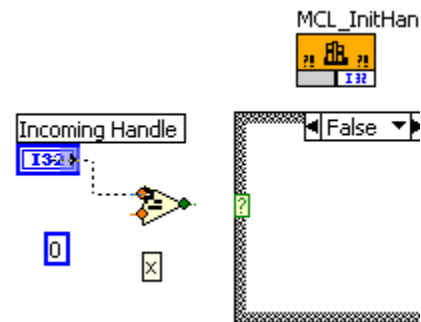 MCL_InitHan
?! ?!
I32
Incoming Handle
False
I32
?
0
x